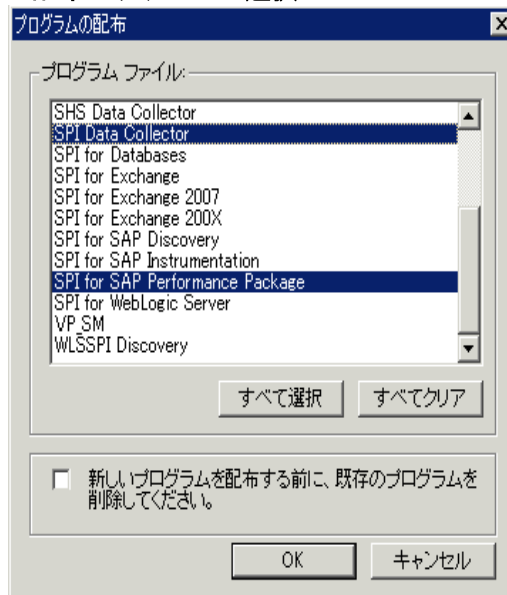 プログラムの配布
プログラム ファイル:
SHS Data Collector
SPI Data Collector
SPI for Databases
SPI for Exchange
SPI for Exchange 2007
SPI for Exchange 200X
SPI for SAP Discovery
SPI for SAP Instrumentation
SPI for SAP Performance Package
SPI for WebLogic Server
VP_SM
WLSSPI Discovery
すべて選択
すべてクリア
新しいプログラムを配布する前に、既存のプログラムを
削除してください。
OK
キャンセル